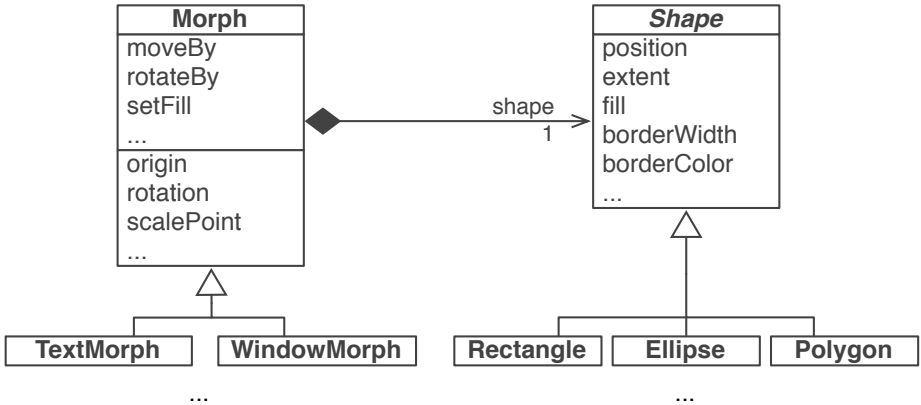 Morph
moveBy
rotateBy
setFill
...
origin
rotation
scalePoint
...
shape
1
Shape
position
extent
fill
borderWidth
borderColor
...
TextMorph
WindowMorph
...
Rectangle
Ellipse
Polygon
...